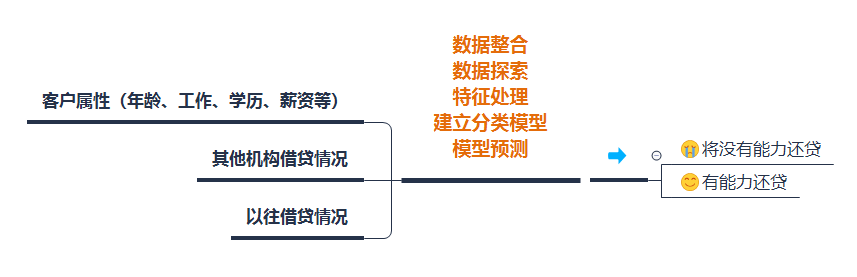 客户属性（年龄、工作、学历、薪资等）
其他机构借贷情况
以往借贷情况
数据整合
数据探索
特征处理
建立分类模型
模型预测
将没有能力还贷
有能力还贷